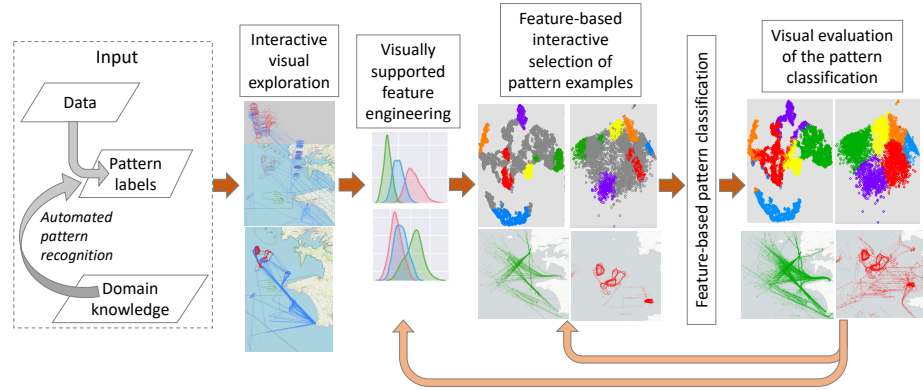 Input
Data
Pattern
labels
Automated
pattern
recognition
Domain
knowledge
Interactive
visual
exploration
Visually
supported
feature
engineering
Feature-based
interactive
selection
of pattern
examples
Feature-based pattern classification
Visual evaluation
of the pattern
classification